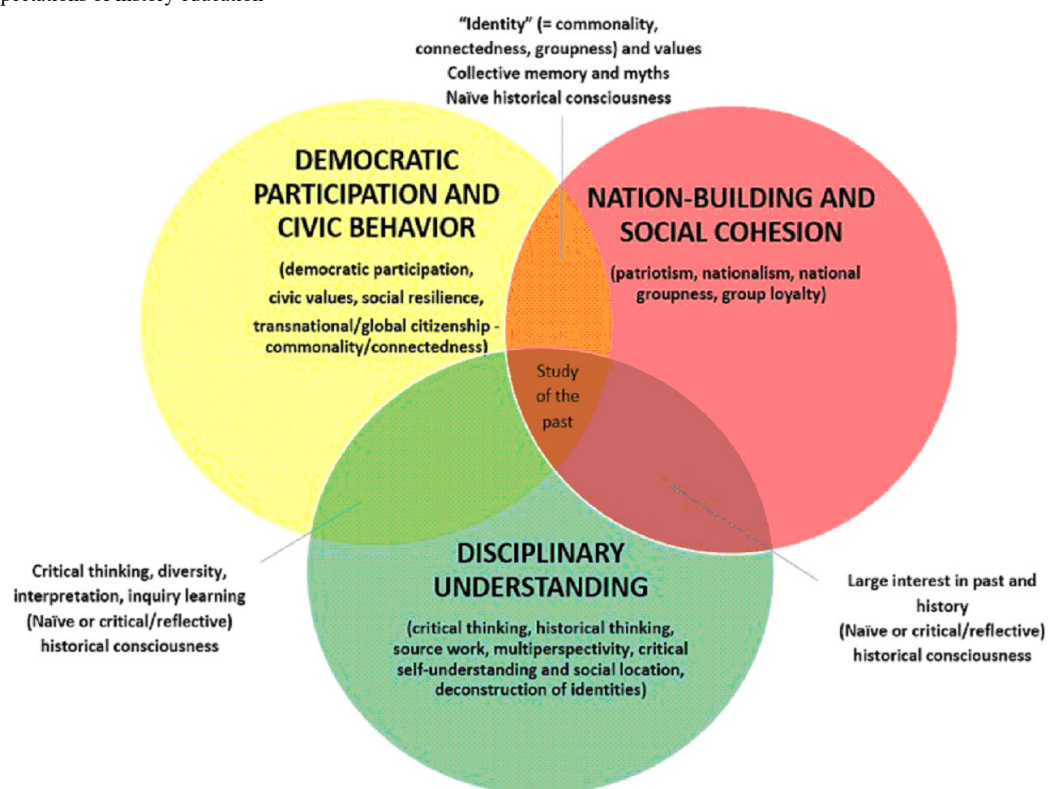 "Identity" (= commonality,
connectedness, groupness) and values
Collective memory and myths
Naïve historical consciousness
DEMOCRATIC
PARTICIPATION AND
CIVIC BEHAVIOR
(democratic participation,
civic values, social resilience,
transnational/global citizenship -
commonality/connectedness)
NATION-BUILDING AND
SOCIAL COHESION
(patriotism, nationalism, national
groupness, group loyalty)
Study
of the
past
DISCIPLINARY
UNDERSTANDING
(critical thinking, historical thinking,
source work, multiperspectivity, critical
self-understanding and social location,
deconstruction of identities)
Critical thinking, diversity,
interpretation, inquiry learning
(Naïve or critical/reflective)
historical consciousness
Large interest in past and
history
(Naïve or critical/reflective)
historical consciousness